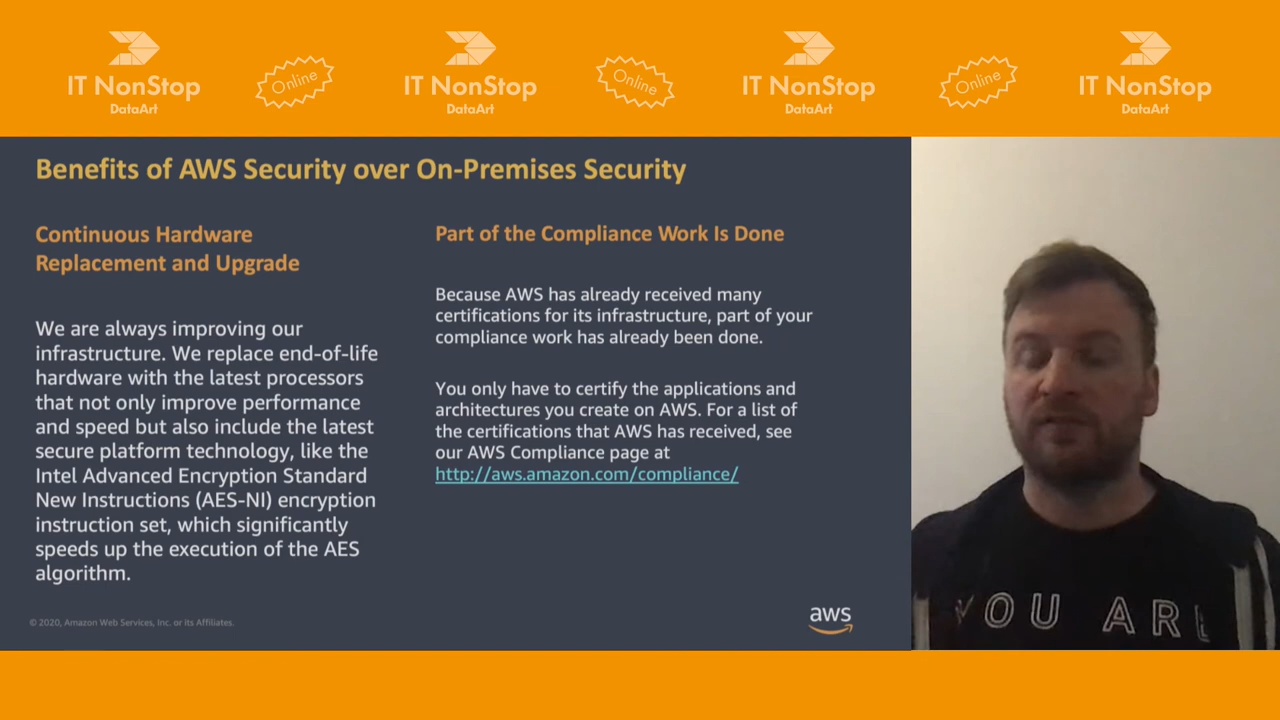 IT NonStop
DataArt
Online
IT NonStop
DataArt
Online
IT NonStop
DataArt
Online
IT NonStop
DataArt
Benefits of AWS Security over On-Premises Security
Continuous Hardware
Replacement and Upgrade
We are always improving our
infrastructure. We replace end-of-life
hardware with the latest processors
that not only improve performance
and speed but also include the latest
secure platform technology, like the
Intel Advanced Encryption Standard
New Instructions (AES-NI) encryption
instruction set, which significantly
speeds up the execution of the AES
algorithm.
Part of the Compliance Work Is Done
Because AWS has already received many
certifications for its infrastructure, part of your
compliance work has already been done.
You only have to certify the applications and
architectures you create on AWS. For a list of
the certifications that AWS has received, see
our AWS Compliance page at
http://aws.amazon.com/compliance/
© 2020, Amazon Web Services, Inc. or its Affiliates.
aws
YOU ARE